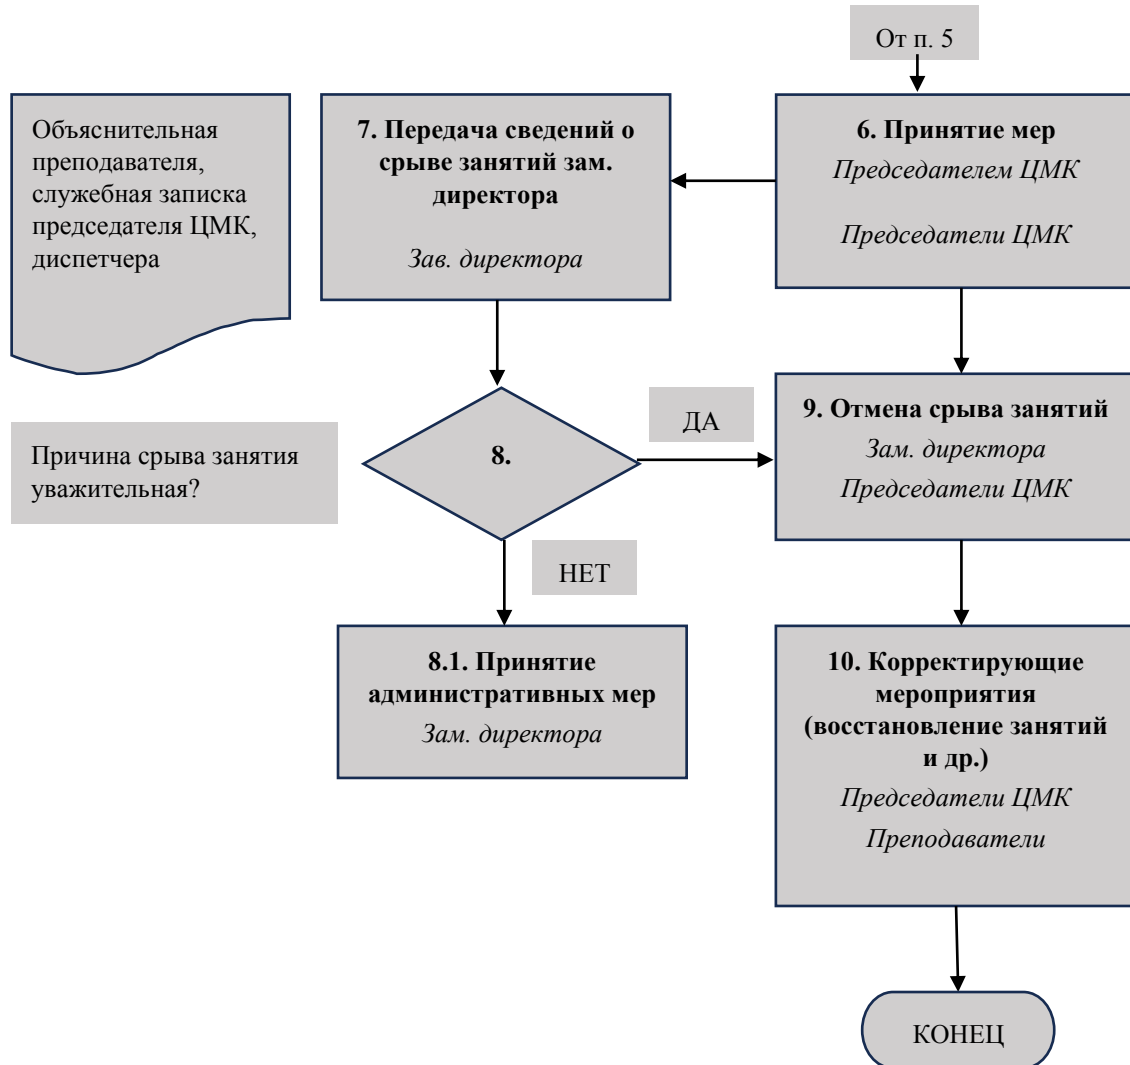 От п. 5
Объяснительная
преподавателя,
служебная записка
председателя ЦМК,
диспетчера
7. Передача сведений о
срыве занятий зам.
директора
Зав. директора
6. Принятие мер
Председателем ЦМК
Председатели ЦМК
Причина срыва занятия
уважительная?
8.
ДА
9. Отмена срыва занятий
Зам. директора
Председатели ЦМК
НЕТ
8.1. Принятие
административных мер
Зам. директора
10. Корректирующие
мероприятия
(восстановление занятий
и др.)
Председатели ЦМК
Преподаватели
КОНЕЦ